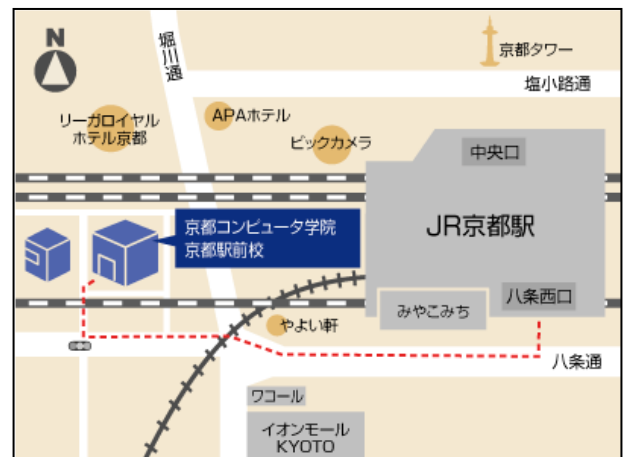 N
堀川通
京都タワー
塩小路通
リーガロイヤル
ホテル京都
APAホテル
ビックカメラ
中央口
JR京都駅
京都コンピュータ学院
京都駅前校
八条西口
みやこみち
やよい軒
八条通
ワコール
イオンモール
KYOTO